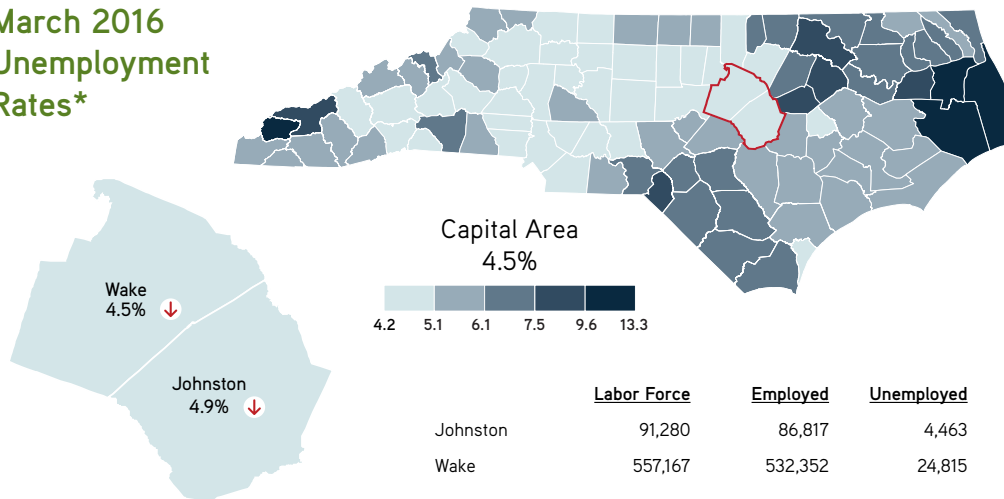 March 2016
Unemployment
Rates*
Capital Area
4.5%
4.2 5.1 6.1 7.5 9.6 13.3
Wake
4.5%
Johnston
4.9%
Labor Force Employed Unemployed
Johnston 91,280 86,817 4,463
Wake 557,167 532,352 24,815